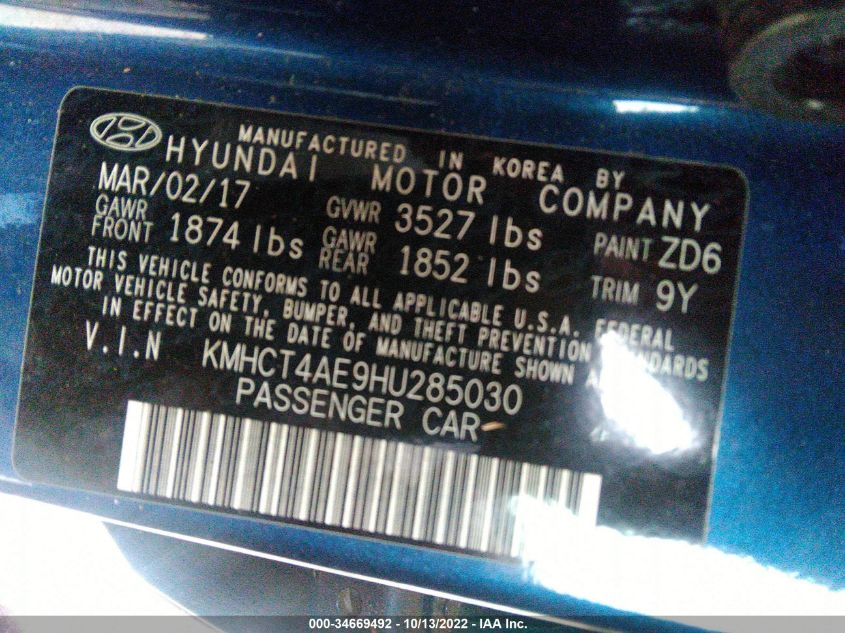 MANUFACTURED IN KOREA BY
HYUNDAI MOTOR COMPANY
MAR/02/17 GVWR 3527 lbs PAINT ZD6
GAWR FRONT 1874 lbs GAWR REAR 1852 lbs TRIM 9Y
THIS VEHICLE CONFORMS TO ALL APPLICABLE U.S.A. FEDERAL
MOTOR VEHICLE SAFETY, BUMPER, AND THEFT PREVENTION STANDARDS
IN EFFECT ON THE DATE OF MANUFACTURE SHOWN
V.I.N KMHCT4AE9HU285030
PASSENGER CAR
000-34669492 - 10/13/2022 - IAA Inc.